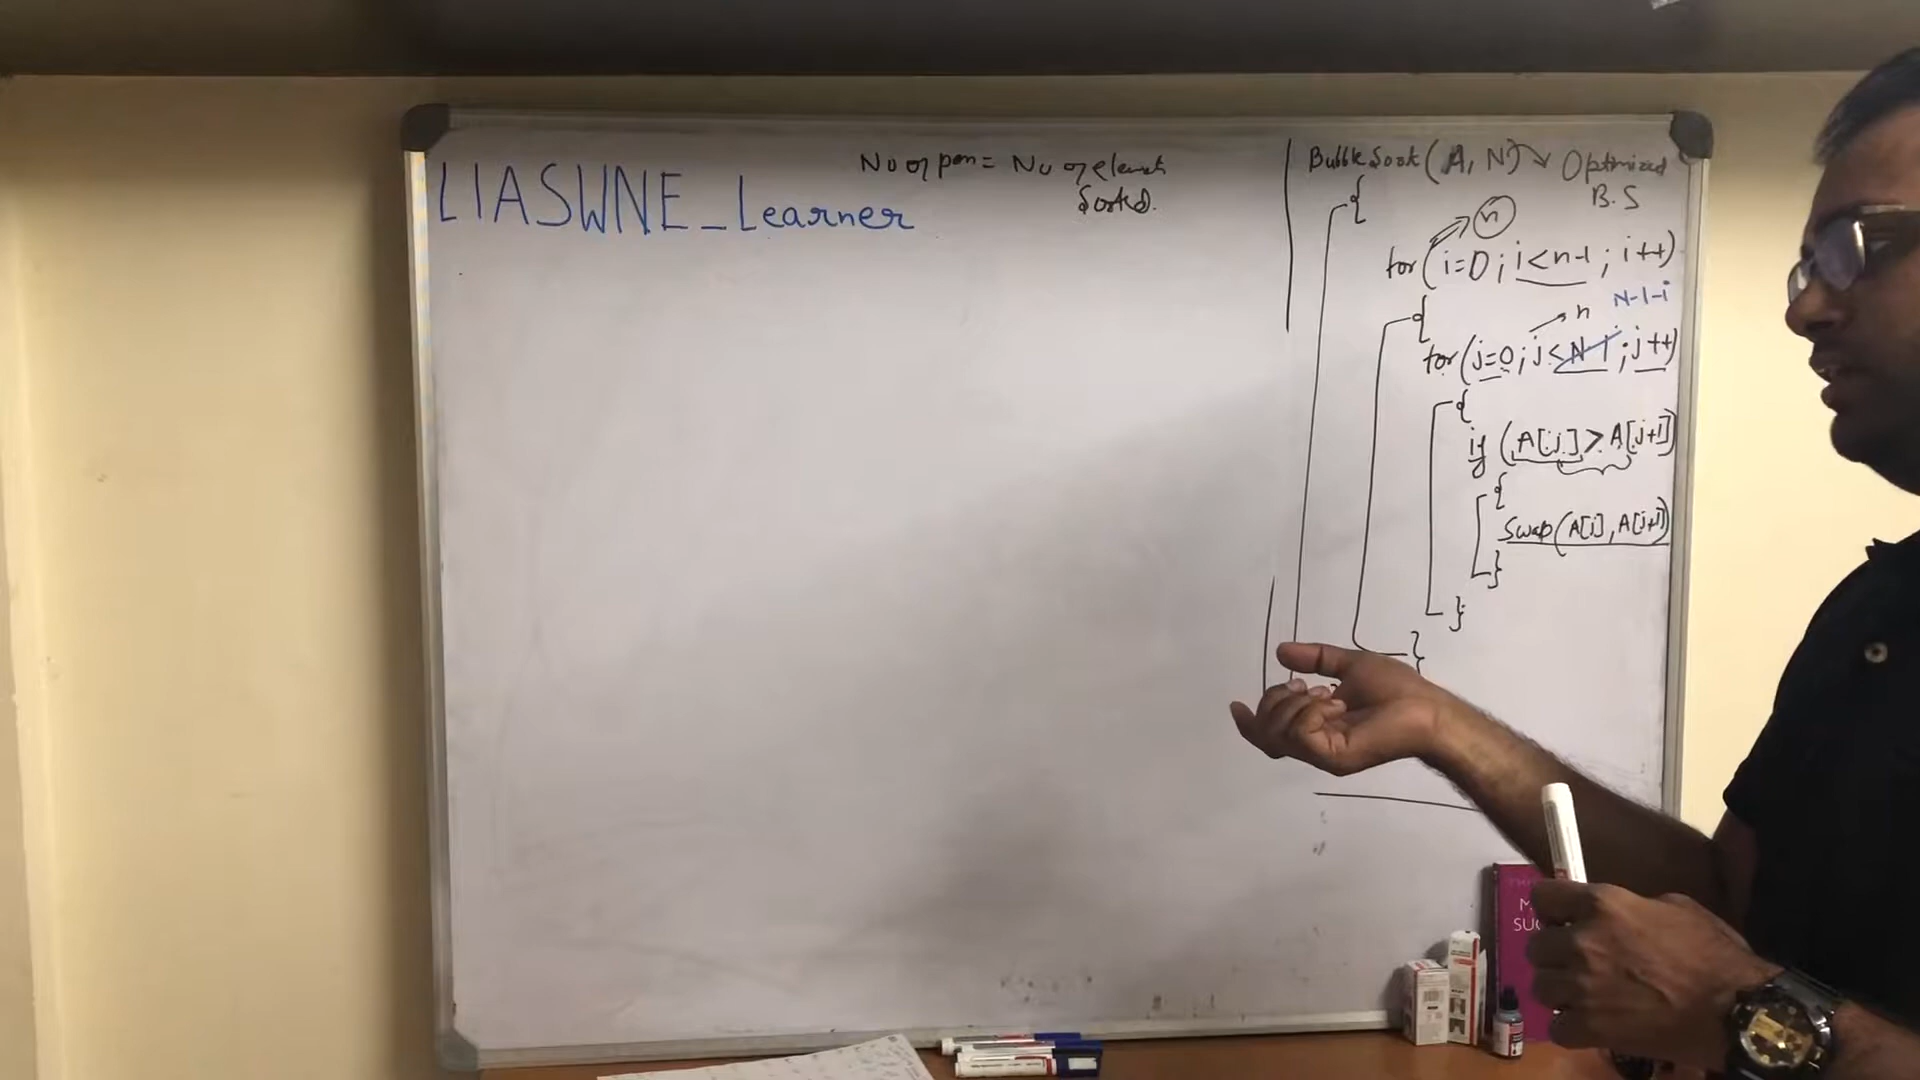 LIASWNE_Learner
No of pass = No of elements
Sorted.
BubbleSort(A, N) → Optimized
B.S
n
for (i=0; i<n-1; i++)
{
N-1-i
n
for (j=0; j<N-1; j++)
{
if (A[j] > A[j+1]
{
Swap(A[j], A[j+1])
}
}
}